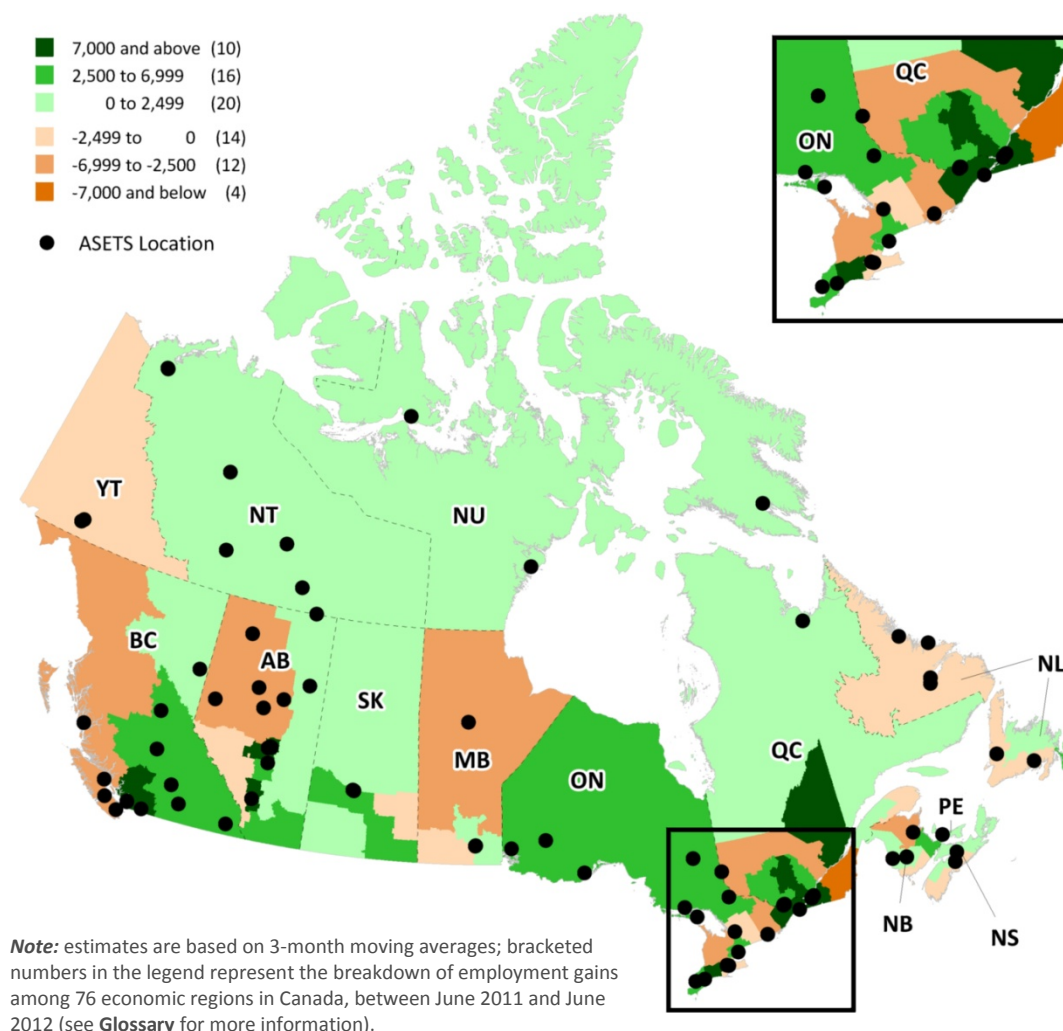 7,000 and above (10)
2,500 to 6,999 (16)
0 to 2,499 (20)
-2,499 to 0 (14)
-6,999 to -2,500 (12)
-7,000 and below (4)
ASETS Location
QC
ON
YT
NT
NU
BC
AB
SK
MB
ON
QC
NL
PE
NB
NS
Note: estimates are based on 3-month moving averages; bracketed
numbers in the legend represent the breakdown of employment gains
among 76 economic regions in Canada, between June 2011 and June
2012 (see Glossary for more information).